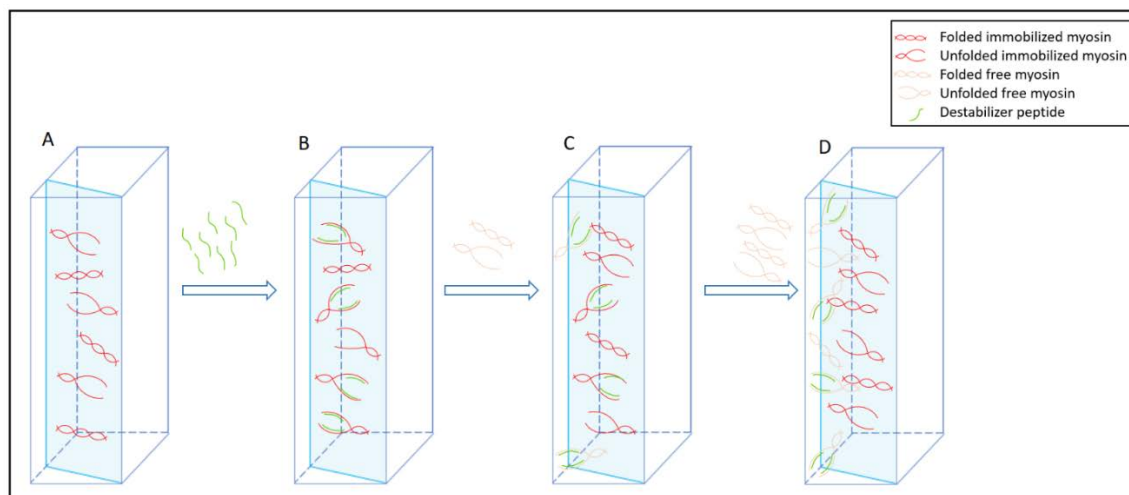 Folded immobilized myosin
Unfolded immobilized myosin
Folded free myosin
Unfolded free myosin
Destabilizer peptide
A
B
C
D